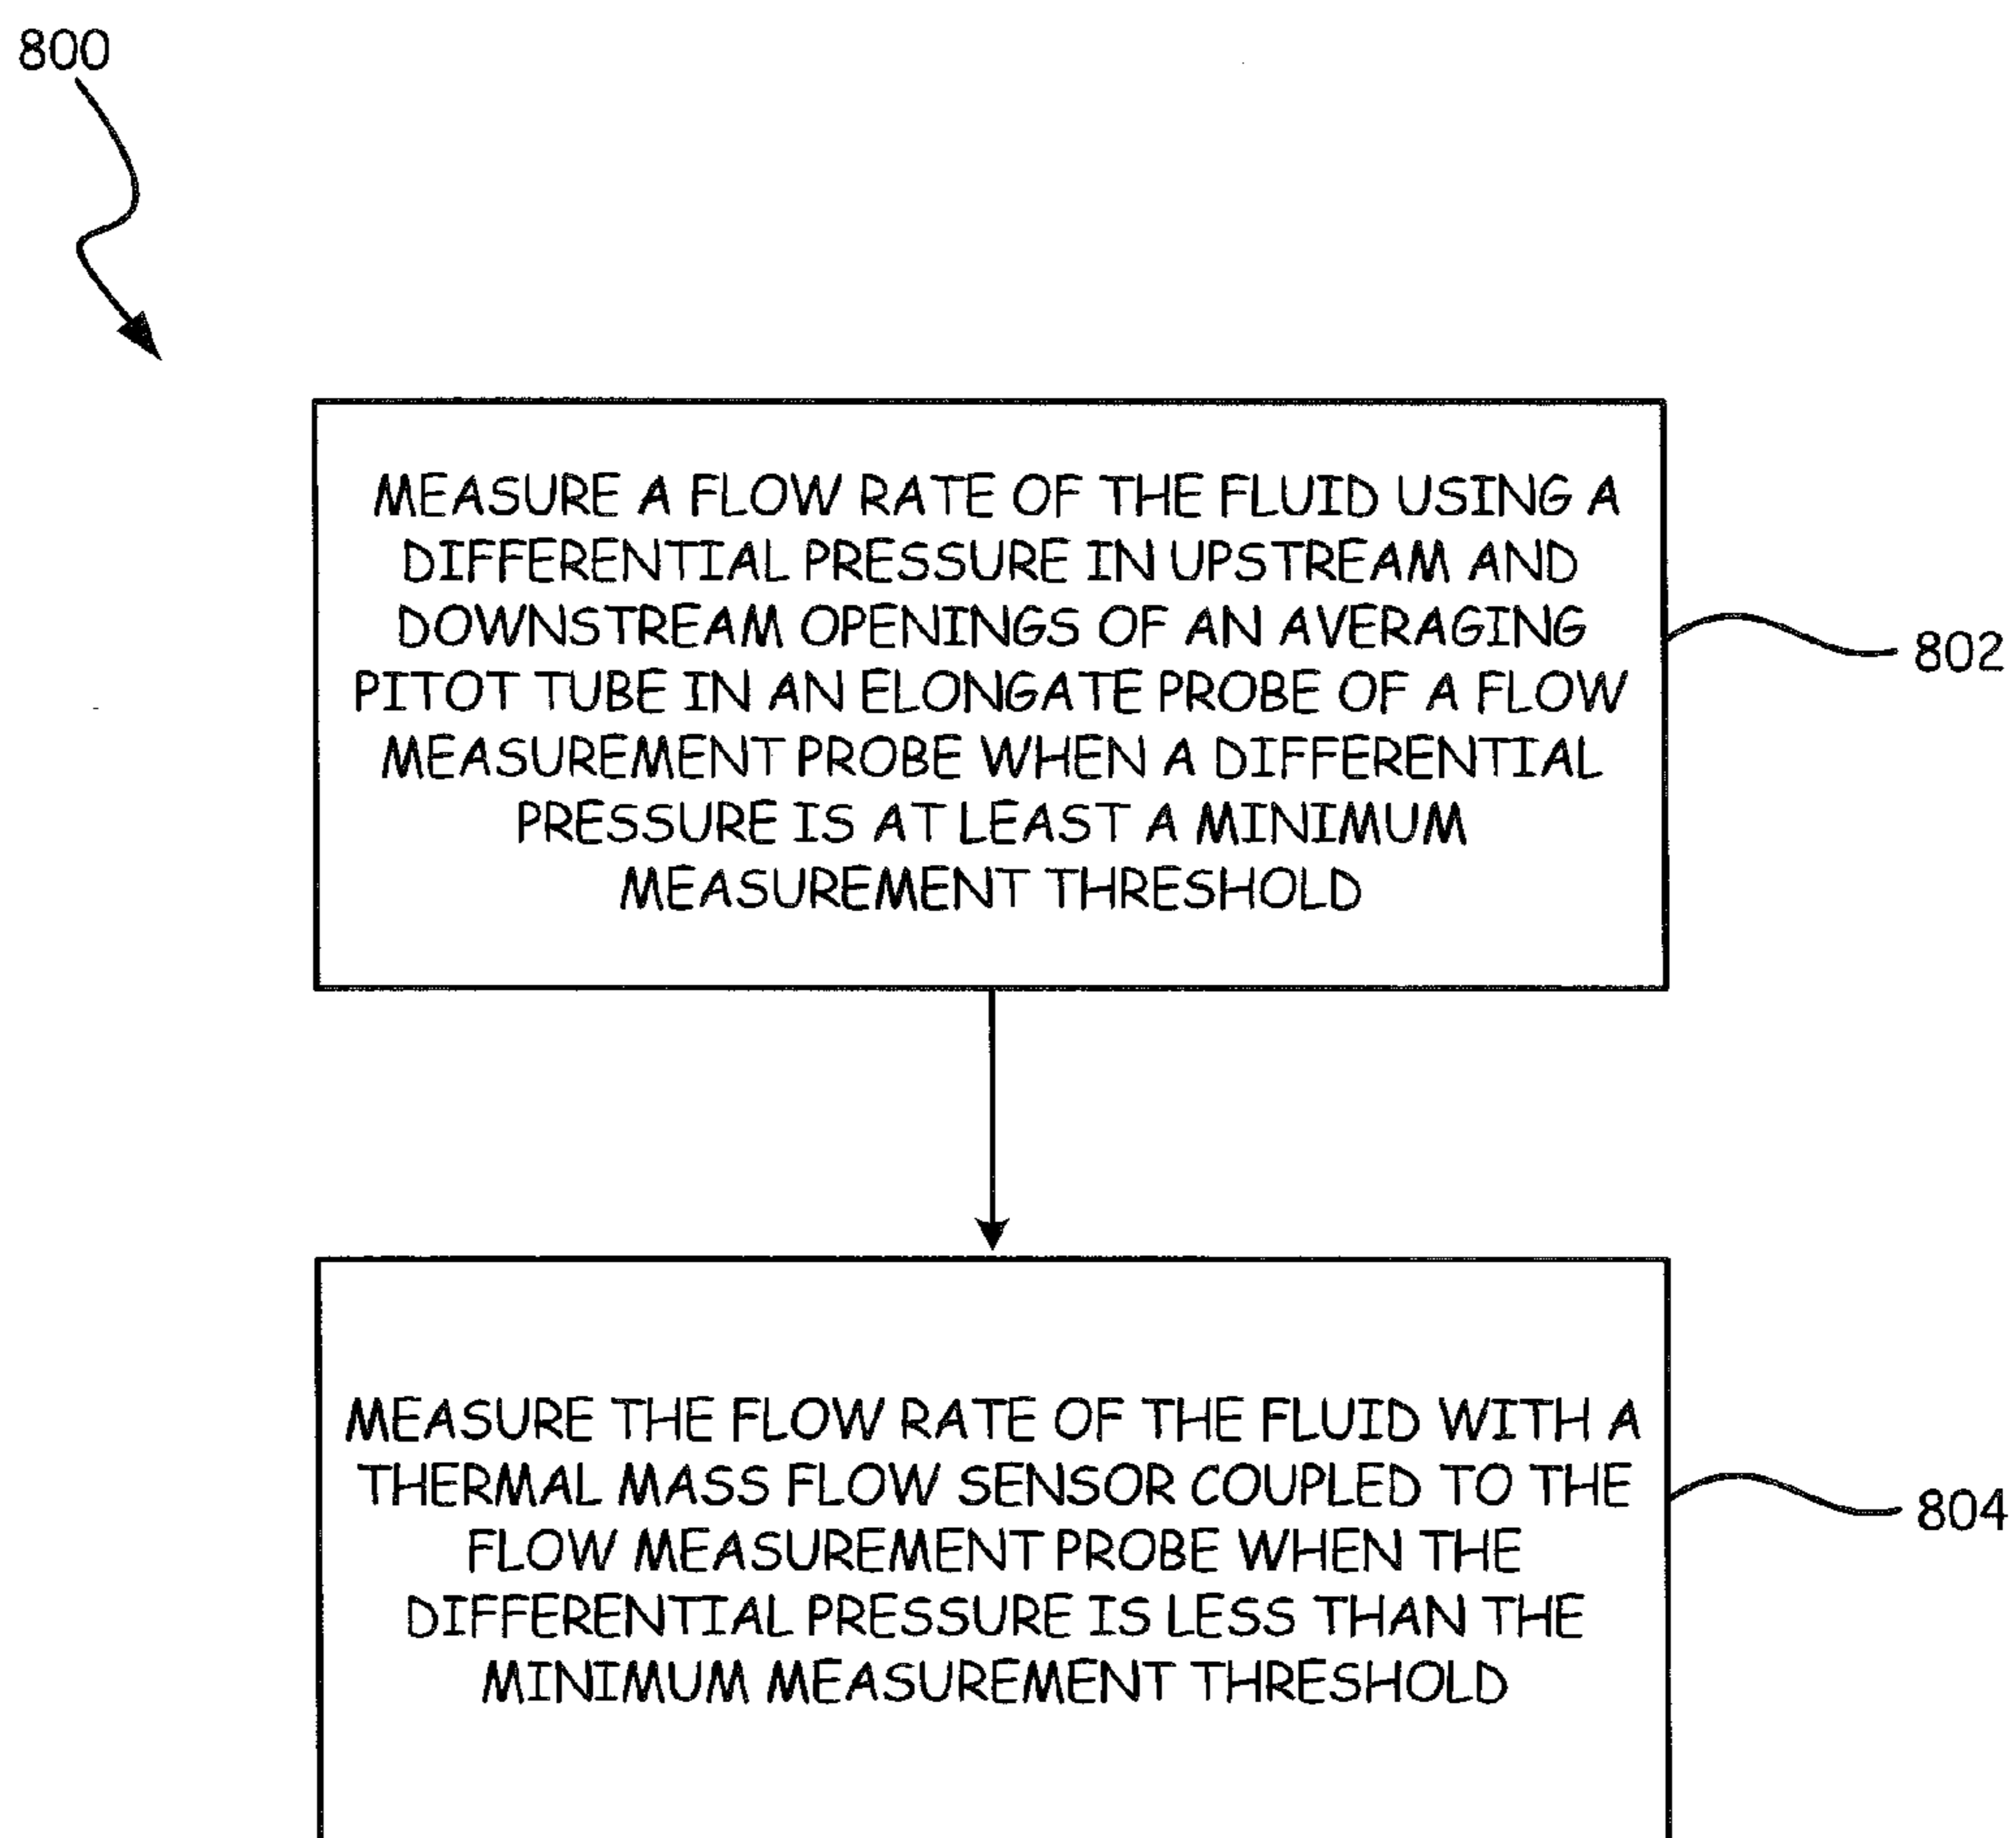 800
MEASURE A FLOW RATE OF THE FLUID USING A
DIFFERENTIAL PRESSURE IN UPSTREAM AND
DOWNSTREAM OPENINGS OF AN AVERAGING
PITOT TUBE IN AN ELONGATE PROBE OF A FLOW
MEASUREMENT PROBE WHEN A DIFFERENTIAL
PRESSURE IS AT LEAST A MINIMUM
MEASUREMENT THRESHOLD
802
MEASURE THE FLOW RATE OF THE FLUID WITH A
THERMAL MASS FLOW SENSOR COUPLED TO THE
FLOW MEASUREMENT PROBE WHEN THE
DIFFERENTIAL PRESSURE IS LESS THAN THE
MINIMUM MEASUREMENT THRESHOLD
804